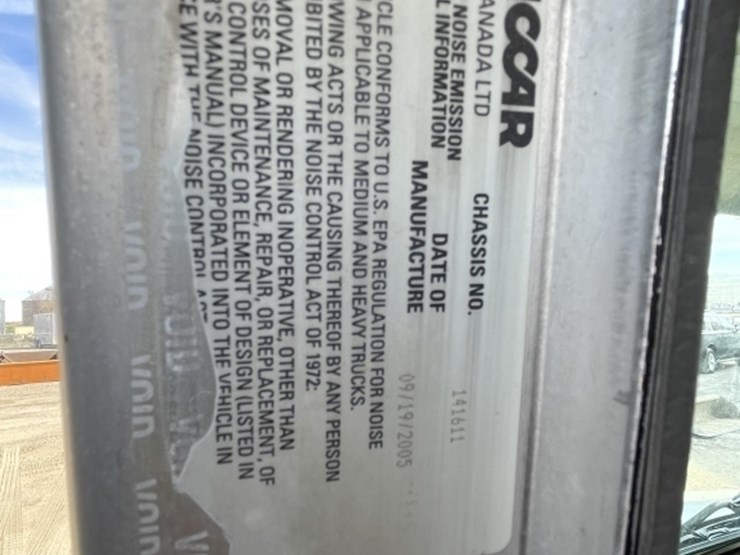 CCAR
ANADA LTD
NOISE EMISSION
L INFORMATION
CHASSIS NO. 141611
DATE OF
MANUFACTURE 09/19/2005
CLE CONFORMS TO U.S. EPA REGULATION FOR NOISE
APPLICABLE TO MEDIUM AND HEAVY TRUCKS.
WING ACTS OR THE CAUSING THEREOF BY ANY PERSON
IBITED BY THE NOISE CONTROL ACT OF 1972:
MOVAL OR RENDERING INOPERATIVE, OTHER THAN
SES OF MAINTENANCE, REPAIR, OR REPLACEMENT, OF
CONTROL DEVICE OR ELEMENT OF DESIGN (LISTED IN
R'S MANUAL) INCORPORATED INTO THE VEHICLE IN
E WITH THE NOISE CONTROL ACT
VOID VOID VOID